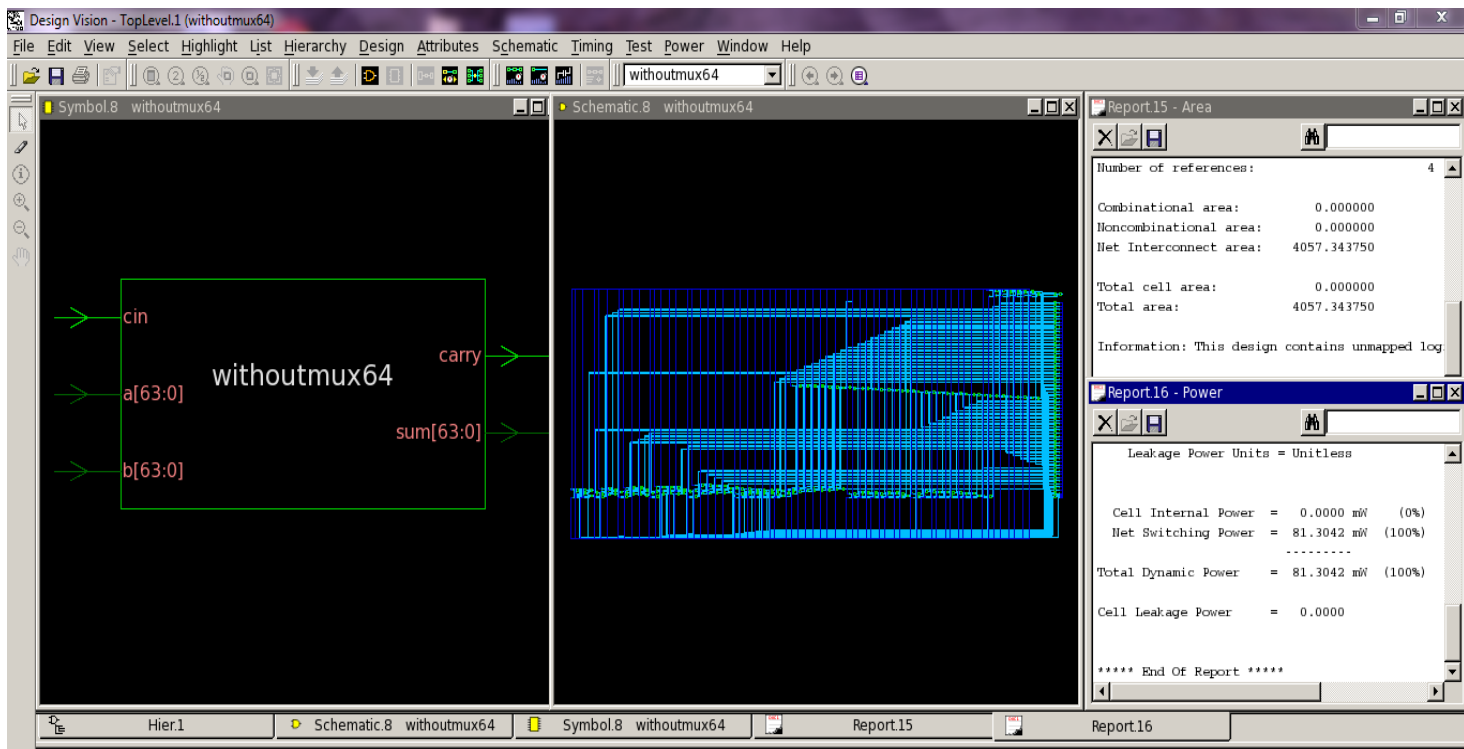 Design Vision - TopLevel.1 (withoutmux64)
File Edit View Select Highlight List Hierarchy Design Attributes Schematic Timing Test Power Window Help
withoutmux64
Symbol.8 withoutmux64
cin
a[63:0]
b[63:0]
withoutmux64
carry
sum[63:0]
Schematic.8 withoutmux64
Report.15 - Area
Number of references: 4
Combinational area: 0.000000
Noncombinational area: 0.000000
Net Interconnect area: 4057.343750
Total cell area: 0.000000
Total area: 4057.343750
Information: This design contains unmapped log
Report.16 - Power
Leakage Power Units = Unitless
Cell Internal Power = 0.0000 mW (0%)
Net Switching Power = 81.3042 mW (100%)
---------
Total Dynamic Power = 81.3042 mW (100%)
Cell Leakage Power = 0.0000
***** End Of Report *****
Hier.1
Schematic.8 withoutmux64
Symbol.8 withoutmux64
Report.15
Report.16